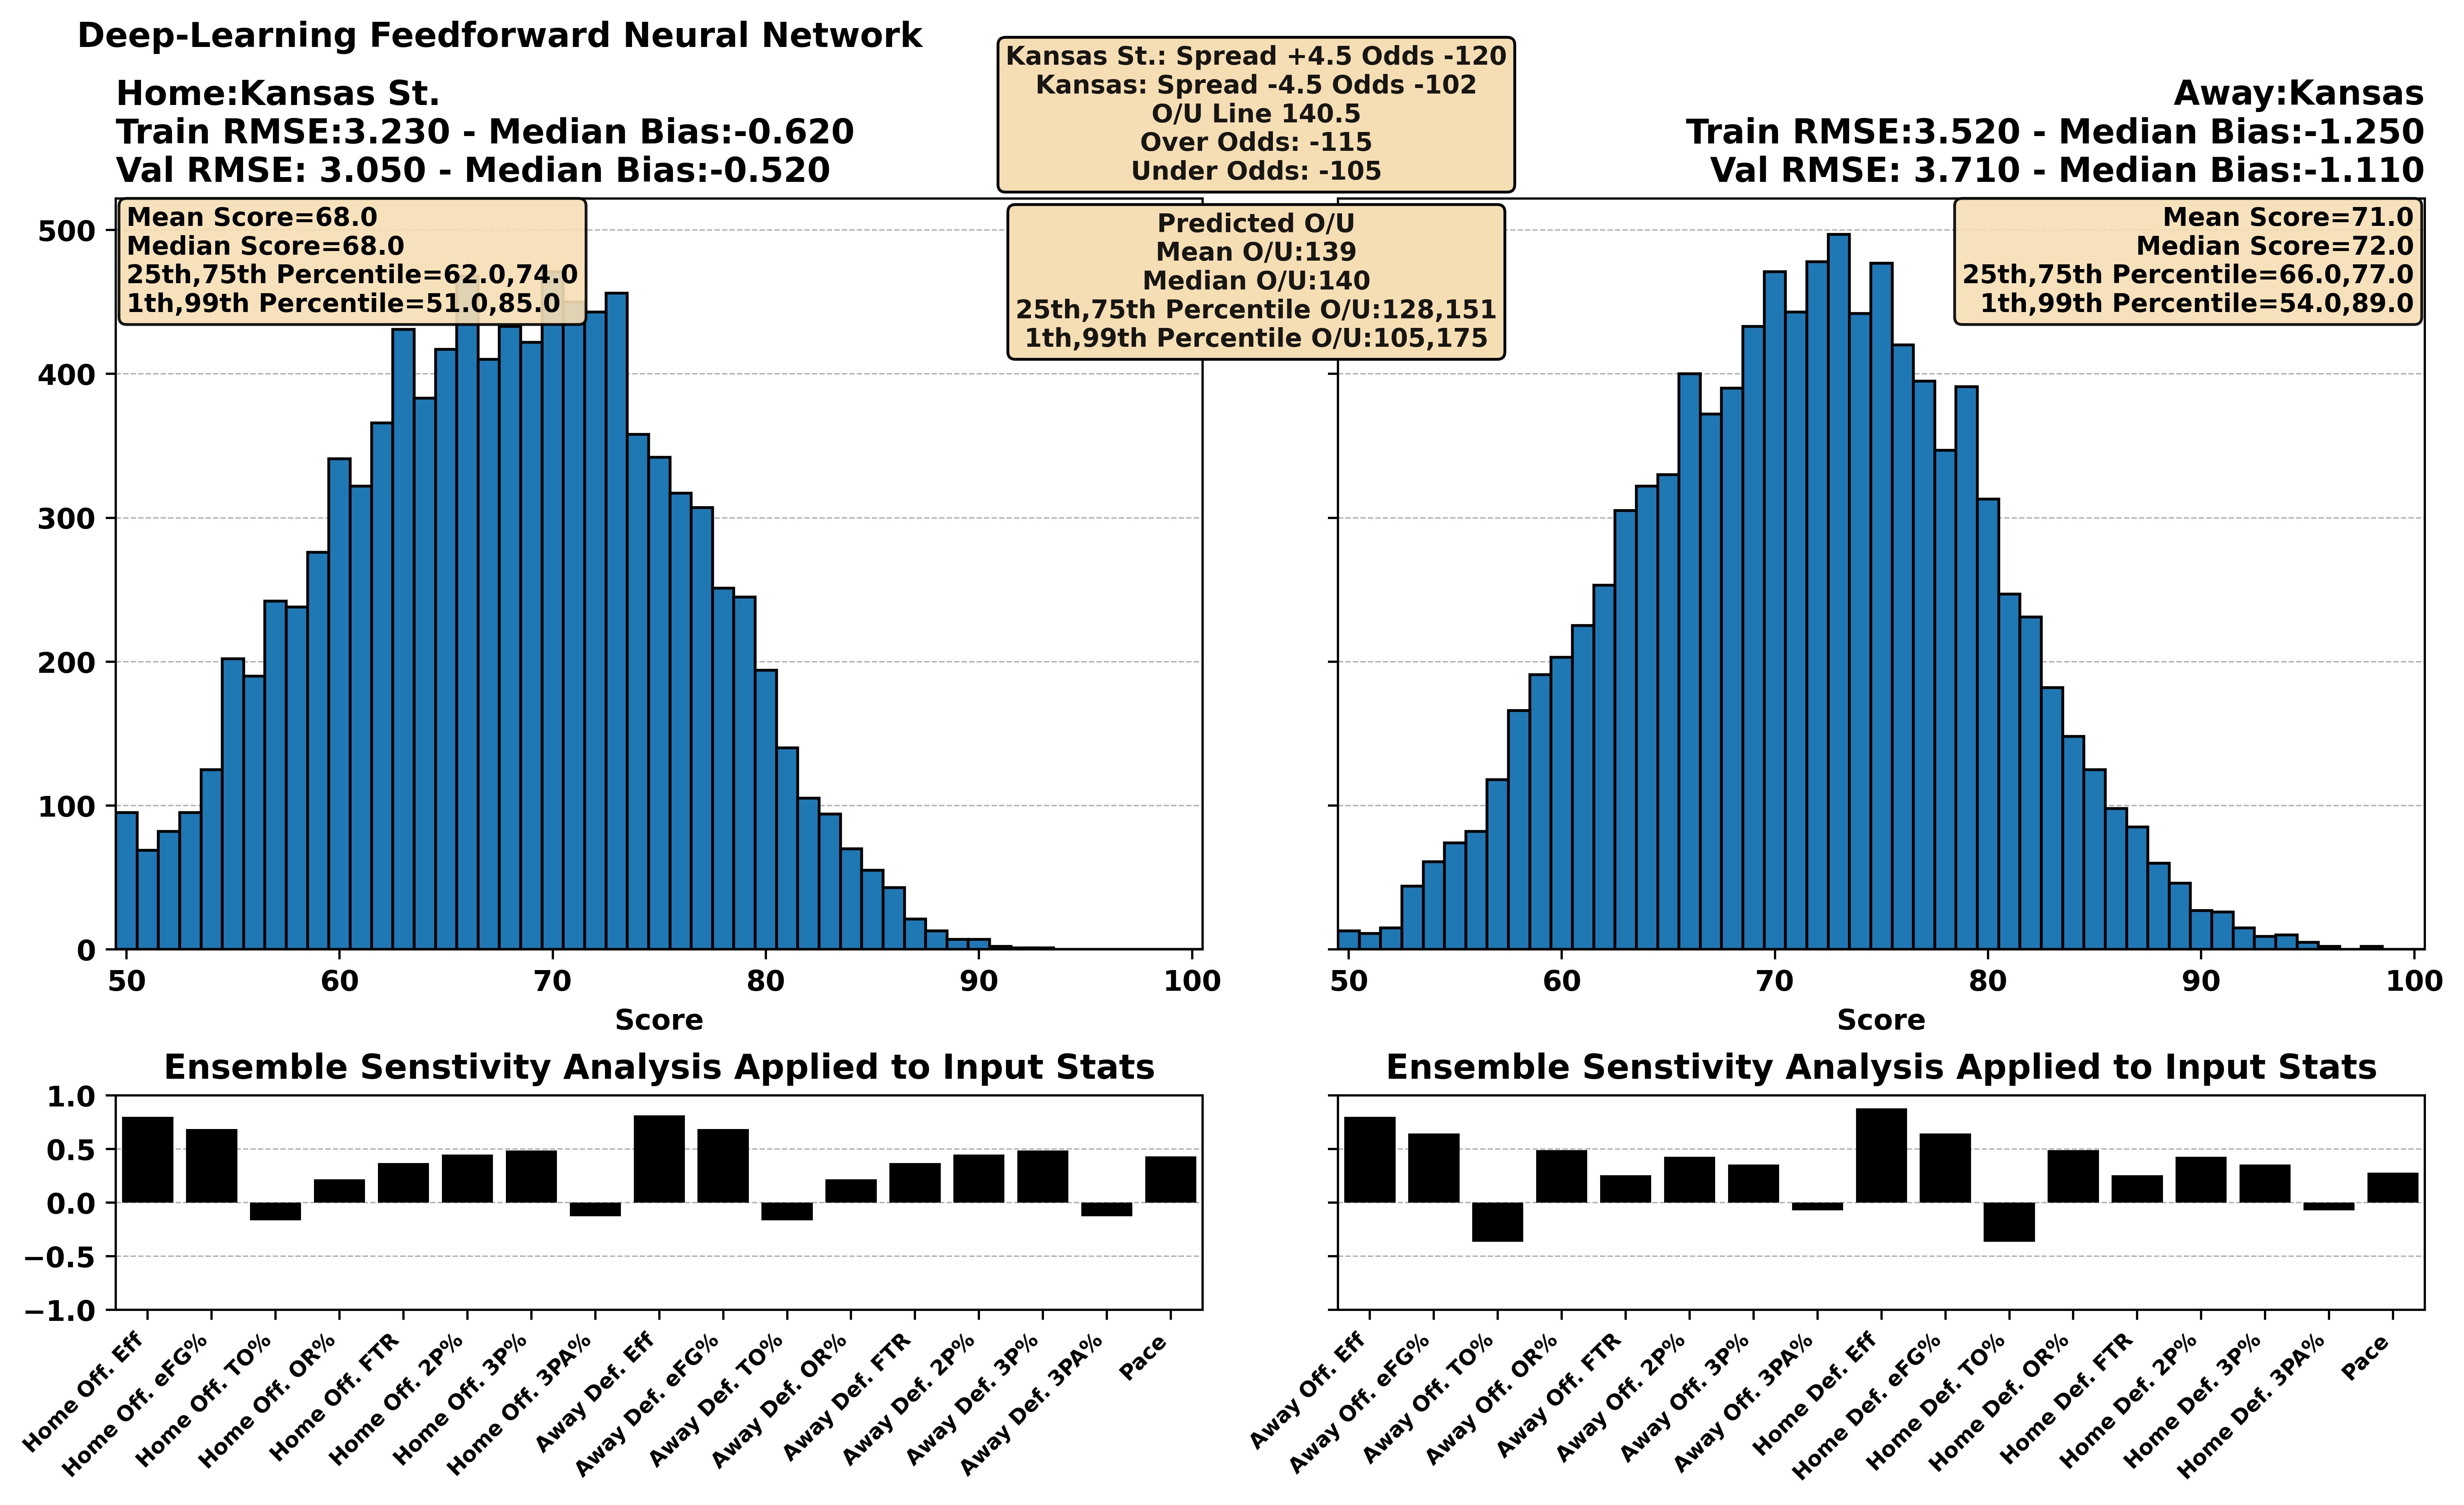 Deep-Learning Feedforward Neural Network
Home:Kansas St.
Train RMSE:3.230 - Median Bias:-0.620
Val RMSE: 3.050 - Median Bias:-0.520
Kansas St.: Spread +4.5 Odds -120
Kansas: Spread -4.5 Odds -102
O/U Line 140.5
Over Odds: -115
Under Odds: -105
Away:Kansas
Train RMSE:3.520 - Median Bias:-1.250
Val RMSE: 3.710 - Median Bias:-1.110
Mean Score=68.0
Median Score=68.0
25th,75th Percentile=62.0,74.0
1th,99th Percentile=51.0,85.0
Predicted O/U
Mean O/U:139
Median O/U:140
25th,75th Percentile O/U:128,151
1th,99th Percentile O/U:105,175
Mean Score=71.0
Median Score=72.0
25th,75th Percentile=66.0,77.0
1th,99th Percentile=54.0,89.0
500
400
300
200
100
0
50 60 70 80 90 100
Score
50 60 70 80 90 100
Score
Ensemble Senstivity Analysis Applied to Input Stats
1.0
0.5
0.0
−0.5
−1.0
Home Off. Eff
Home Off. eFG%
Home Off. TO%
Home Off. OR%
Home Off. FTR
Home Off. 2P%
Home Off. 3P%
Home Off. 3PA%
Away Def. Eff
Away Def. eFG%
Away Def. TO%
Away Def. OR%
Away Def. FTR
Away Def. 2P%
Away Def. 3P%
Away Def. 3PA%
Pace
Ensemble Senstivity Analysis Applied to Input Stats
Away Off. Eff
Away Off. eFG%
Away Off. TO%
Away Off. OR%
Away Off. FTR
Away Off. 2P%
Away Off. 3P%
Away Off. 3PA%
Home Def. Eff
Home Def. eFG%
Home Def. TO%
Home Def. OR%
Home Def. FTR
Home Def. 2P%
Home Def. 3P%
Home Def. 3PA%
Pace